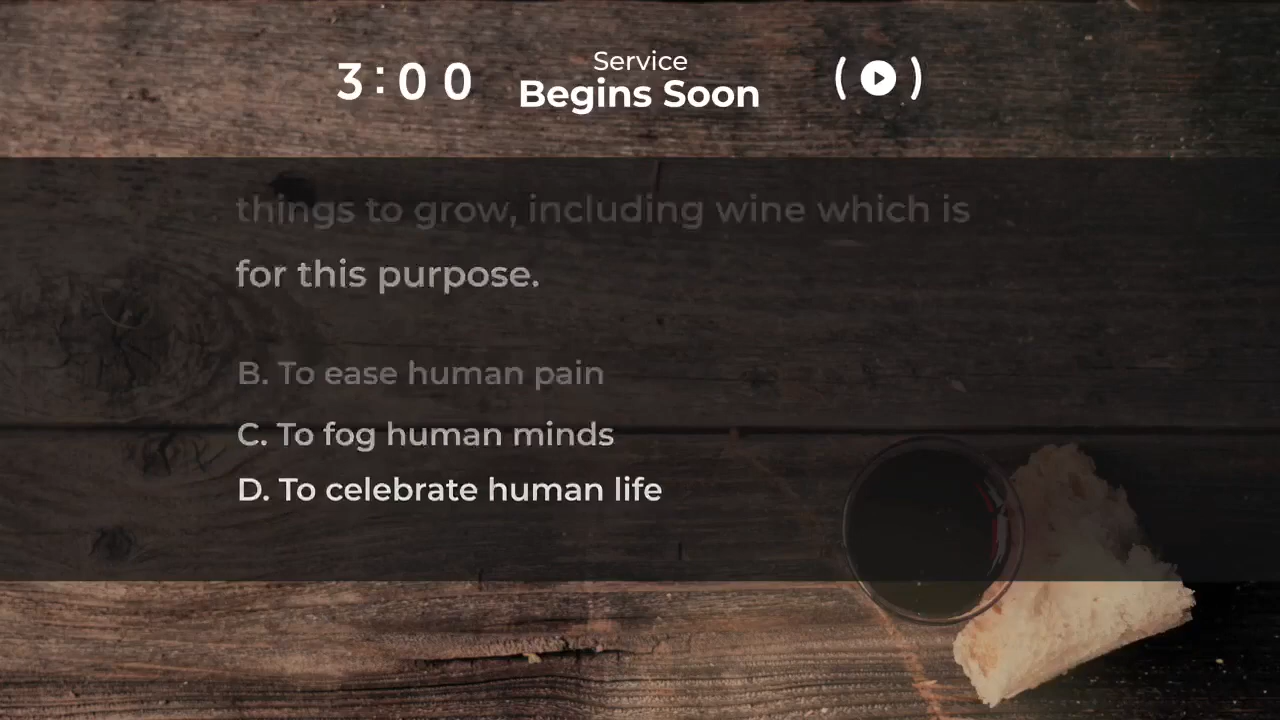 3:00
Service
Begins Soon
things to grow, including wine which is
for this purpose.
B. To ease human pain
C. To fog human minds
D. To celebrate human life